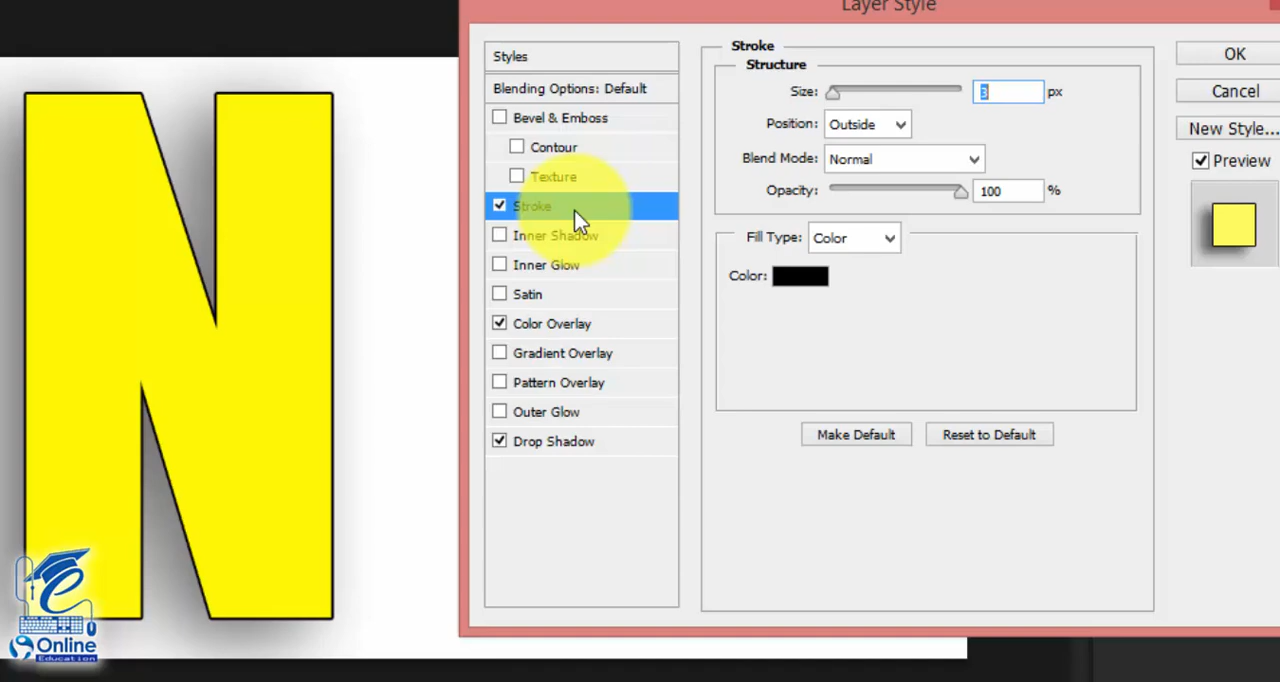 Layer Style
N
Styles
Blending Options: Default
Bevel & Emboss
Contour
Texture
Stroke
Inner Shadow
Inner Glow
Satin
Color Overlay
Gradient Overlay
Pattern Overlay
Outer Glow
Drop Shadow
Stroke
Structure
Size: 3 px
Position: Outside
Blend Mode: Normal
Opacity: 100 %
Fill Type: Color
Color:
Make Default Reset to Default
OK
Cancel
New Style...
Preview
e
Online
Education